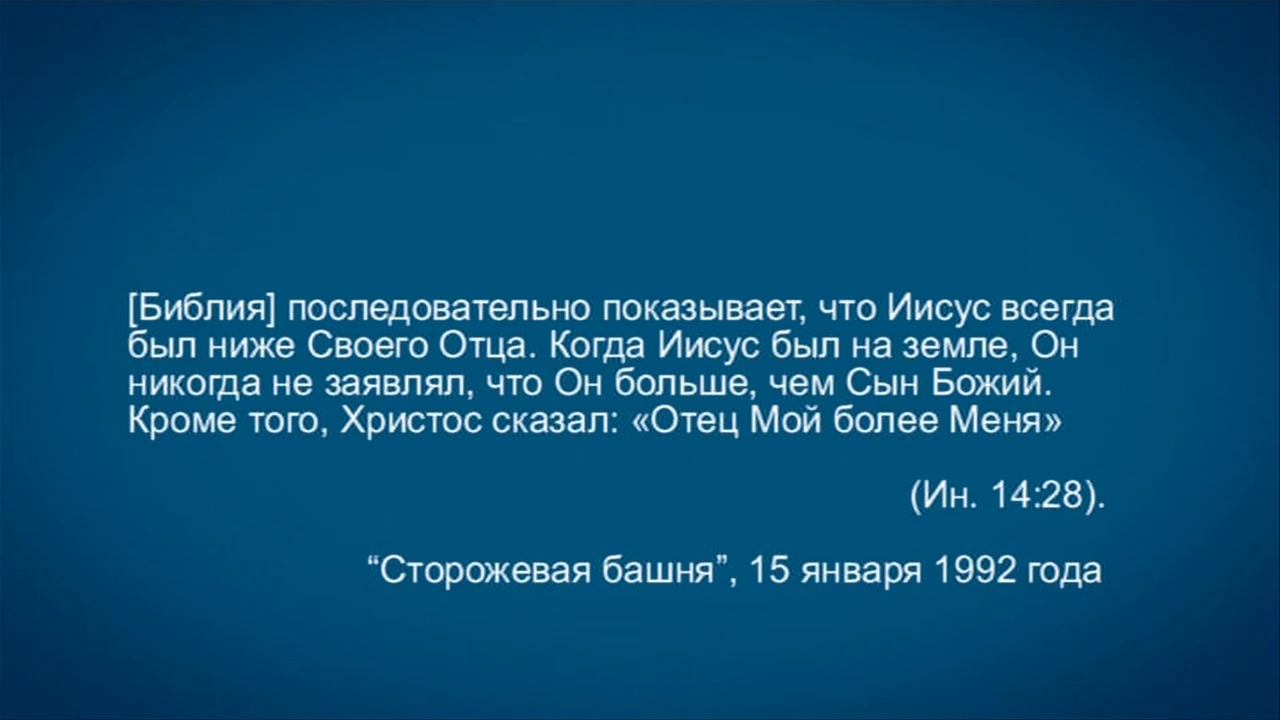 [Библия] последовательно показывает, что Иисус всегда
был ниже Своего Отца. Когда Иисус был на земле, Он
никогда не заявлял, что Он больше, чем Сын Божий.
Кроме того, Христос сказал: «Отец Мой более Меня»
(Ин. 14:28).
“Сторожевая башня”, 15 января 1992 года